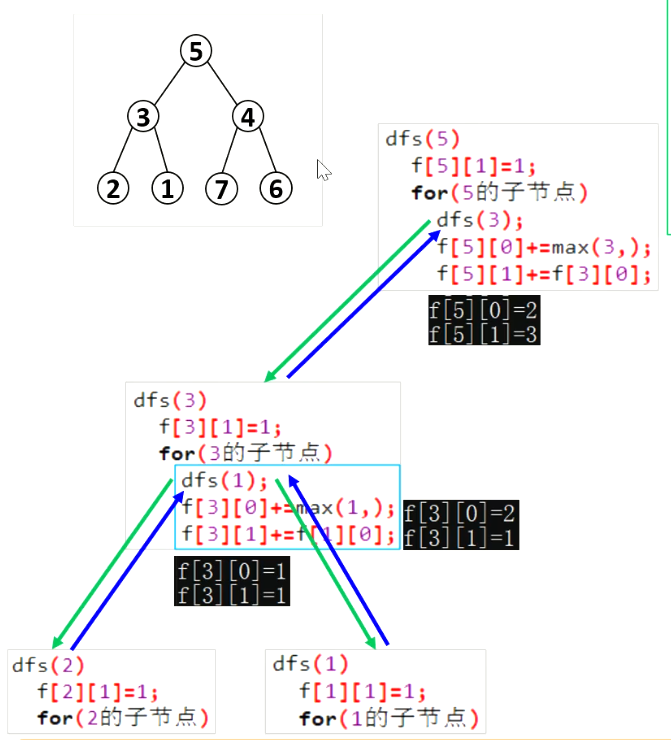 5
3
4
2
1
7
6
dfs(5)
f[5][1]=1;
for(5的子节点)
dfs(3);
f[5][0]+=max(3,);
f[5][1]+=f[3][0];
f[5][0]=2
f[5][1]=3
dfs(3)
f[3][1]=1;
for(3的子节点)
dfs(1);
f[3][0]+=max(1,);
f[3][1]+=f[1][0];
f[3][0]=2
f[3][1]=1
f[3][0]=1
f[3][1]=1
dfs(2)
f[2][1]=1;
for(2的子节点)
dfs(1)
f[1][1]=1;
for(1的子节点)